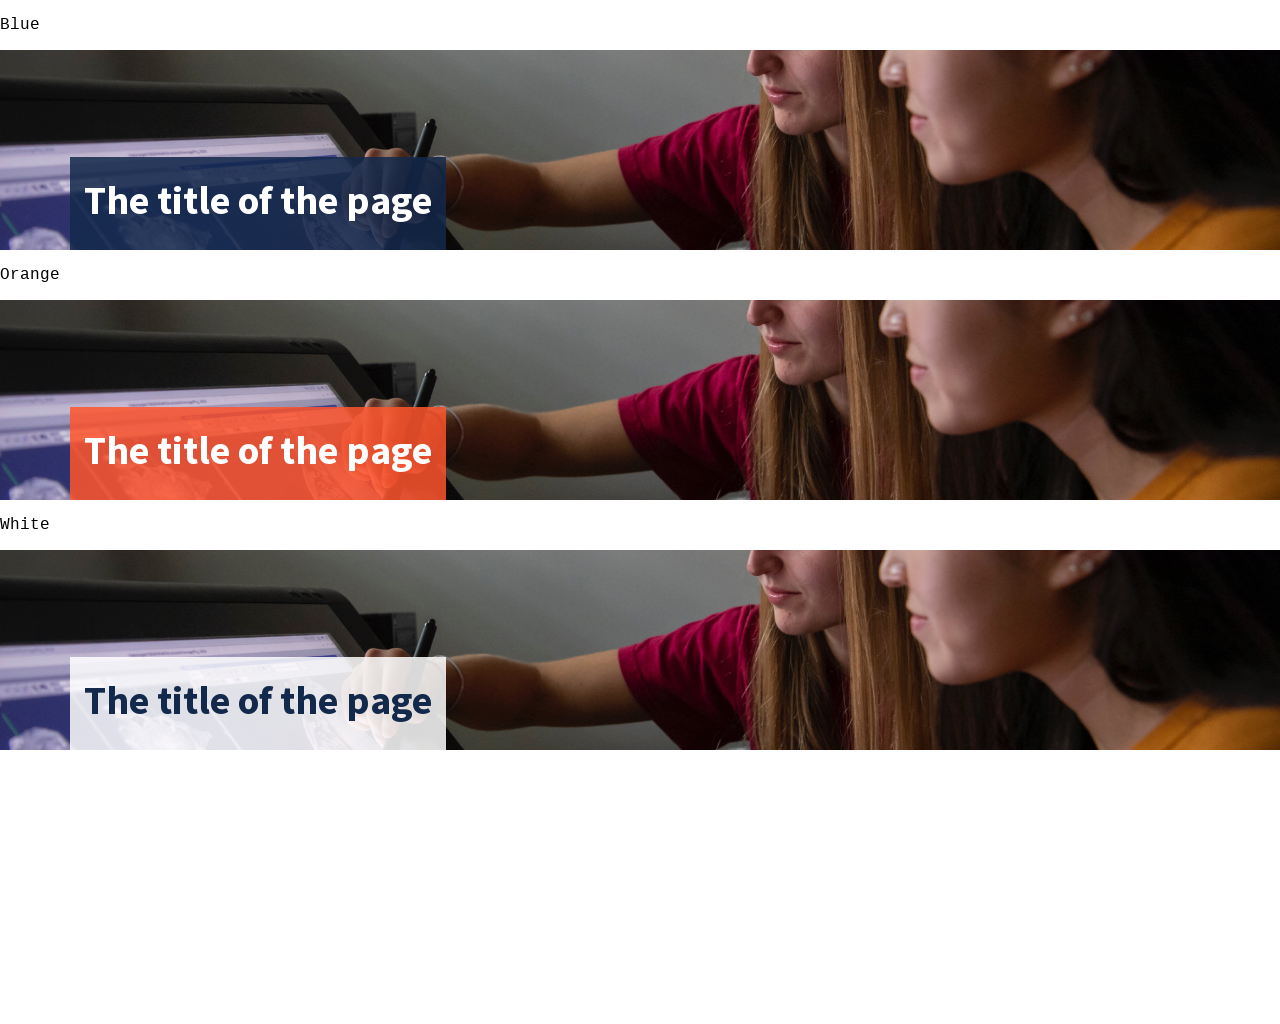 Blue
The title of the page
Orange
The title of the page
White
The title of the page